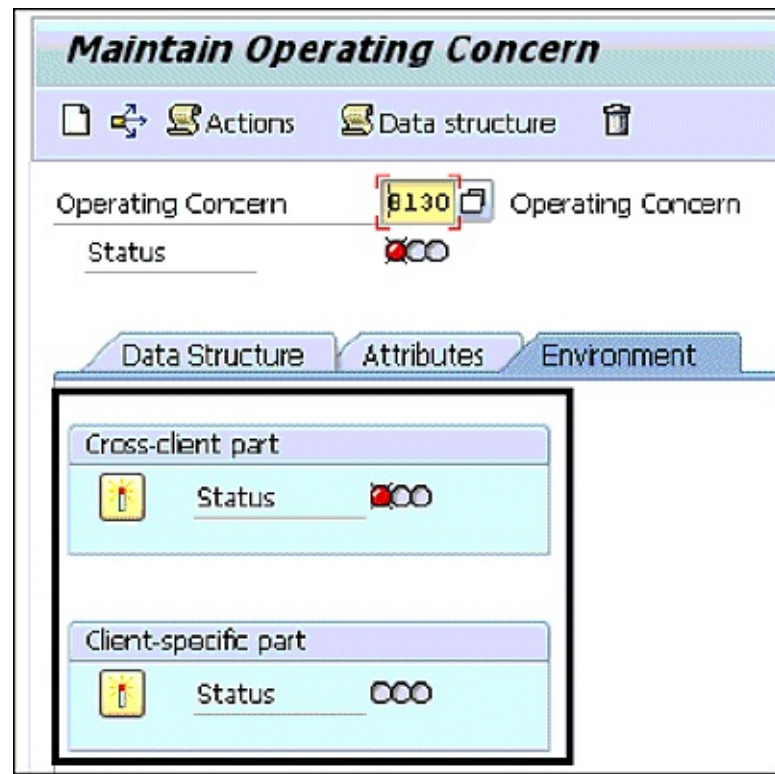 Maintain Operating Concern
Actions Data structure
Operating Concern 8130 Operating Concern
Status
Data Structure Attributes Environment
Cross-client part
Status
Client-specific part
Status